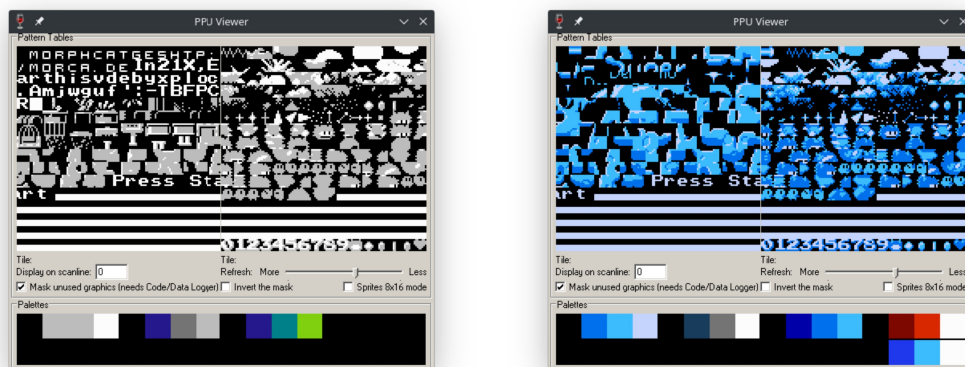 PPU Viewer
Pattern Tables
MORPHCATGESHTP.
/MORCA.DE1n21X,E
arthisvdebyxploc
.Amjwguf':-TBFPC
R
Press Sta
rt
0123456789
Tile:
Tile:
Display on scanline: 0
Refresh: More Less
Mask unused graphics (needs Code/Data Logger)
Invert the mask
Sprites 8x16 mode
Palettes
PPU Viewer
Pattern Tables
Press Sta
rt
0123456789
Tile:
Tile:
Display on scanline: 0
Refresh: More Less
Mask unused graphics (needs Code/Data Logger)
Invert the mask
Sprites 8x16 mode
Palettes